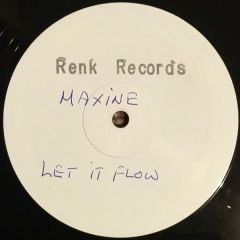 Renk Records
MAXINE
LET IT FLOW